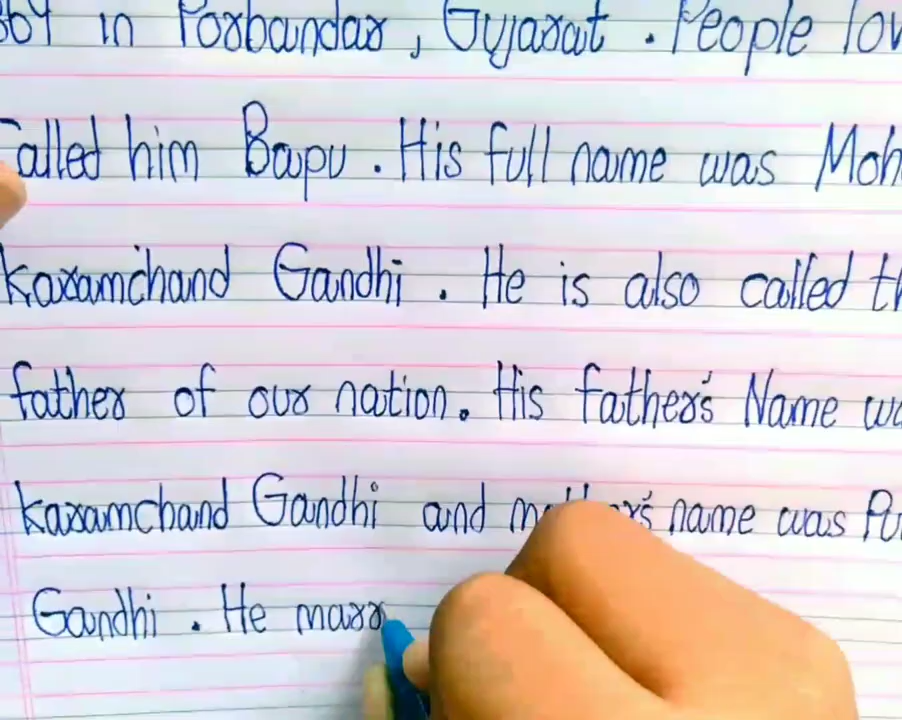 in Porbandar, Gujarat. People
called him Bapu. His full name was
Karamchand Gandhi. He is also called
father of our nation. His father's Name
Karamchand Gandhi and name was
Gandhi. He marr